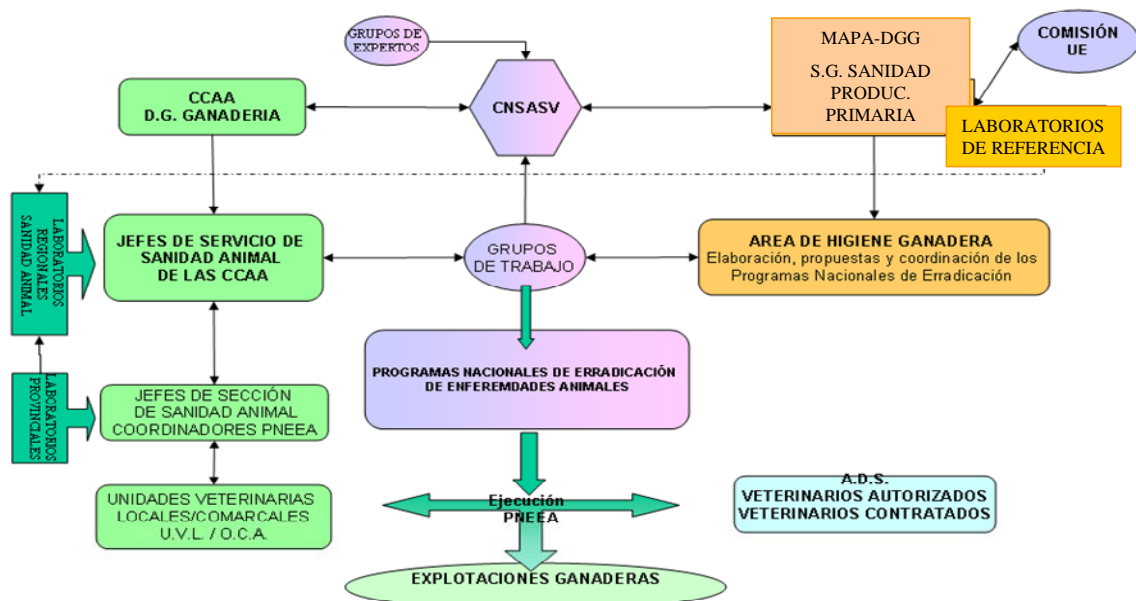 GRUPOS DE
EXPERTOS
MAPA-DGG
S.G. SANIDAD
PRODUC.
PRIMARIA
COMISIÓN
UE
CCAA
D.G. GANADERIA
CNSASV
LABORATORIOS
DE REFERENCIA
LABORATORIOS
REGIONALES
SANIDAD ANIMAL
JEFES DE SERVICIO DE
SANIDAD ANIMAL
DE LAS CCAA
GRUPOS
DE TRABAJO
AREA DE HIGIENE GANADERA
Elaboración, propuestas y coordinación de los
Programas Nacionales de Erradicación
PROGRAMAS NACIONALES DE ERRADICACIÓN
DE ENFEREMDADES ANIMALES
LABORATORIOS
PROVINCIALES
JEFES DE SECCIÓN
DE SANIDAD ANIMAL
COORDINADORES PNEEA
UNIDADES VETERINARIAS
LOCALES/COMARCALES
U.V.L. / O.C.A.
Ejecución
PNEEA
A.D.S.
VETERINARIOS AUTORIZADOS
VETERINARIOS CONTRATADOS
EXPLOTACIONES GANADERAS